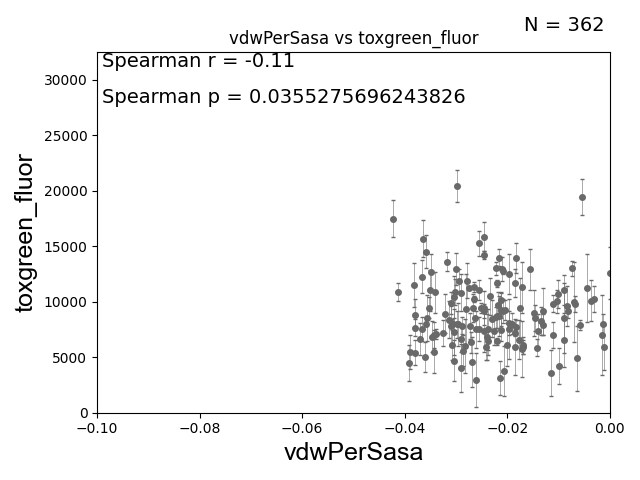 N = 362
vdwPerSasa vs toxgreen_fluor
Spearman r = -0.11
Spearman p = 0.0355275696243826
30000
25000
20000
15000
10000
5000
0
toxgreen_fluor
−0.10 −0.08 −0.06 −0.04 −0.02 0.00
vdwPerSasa